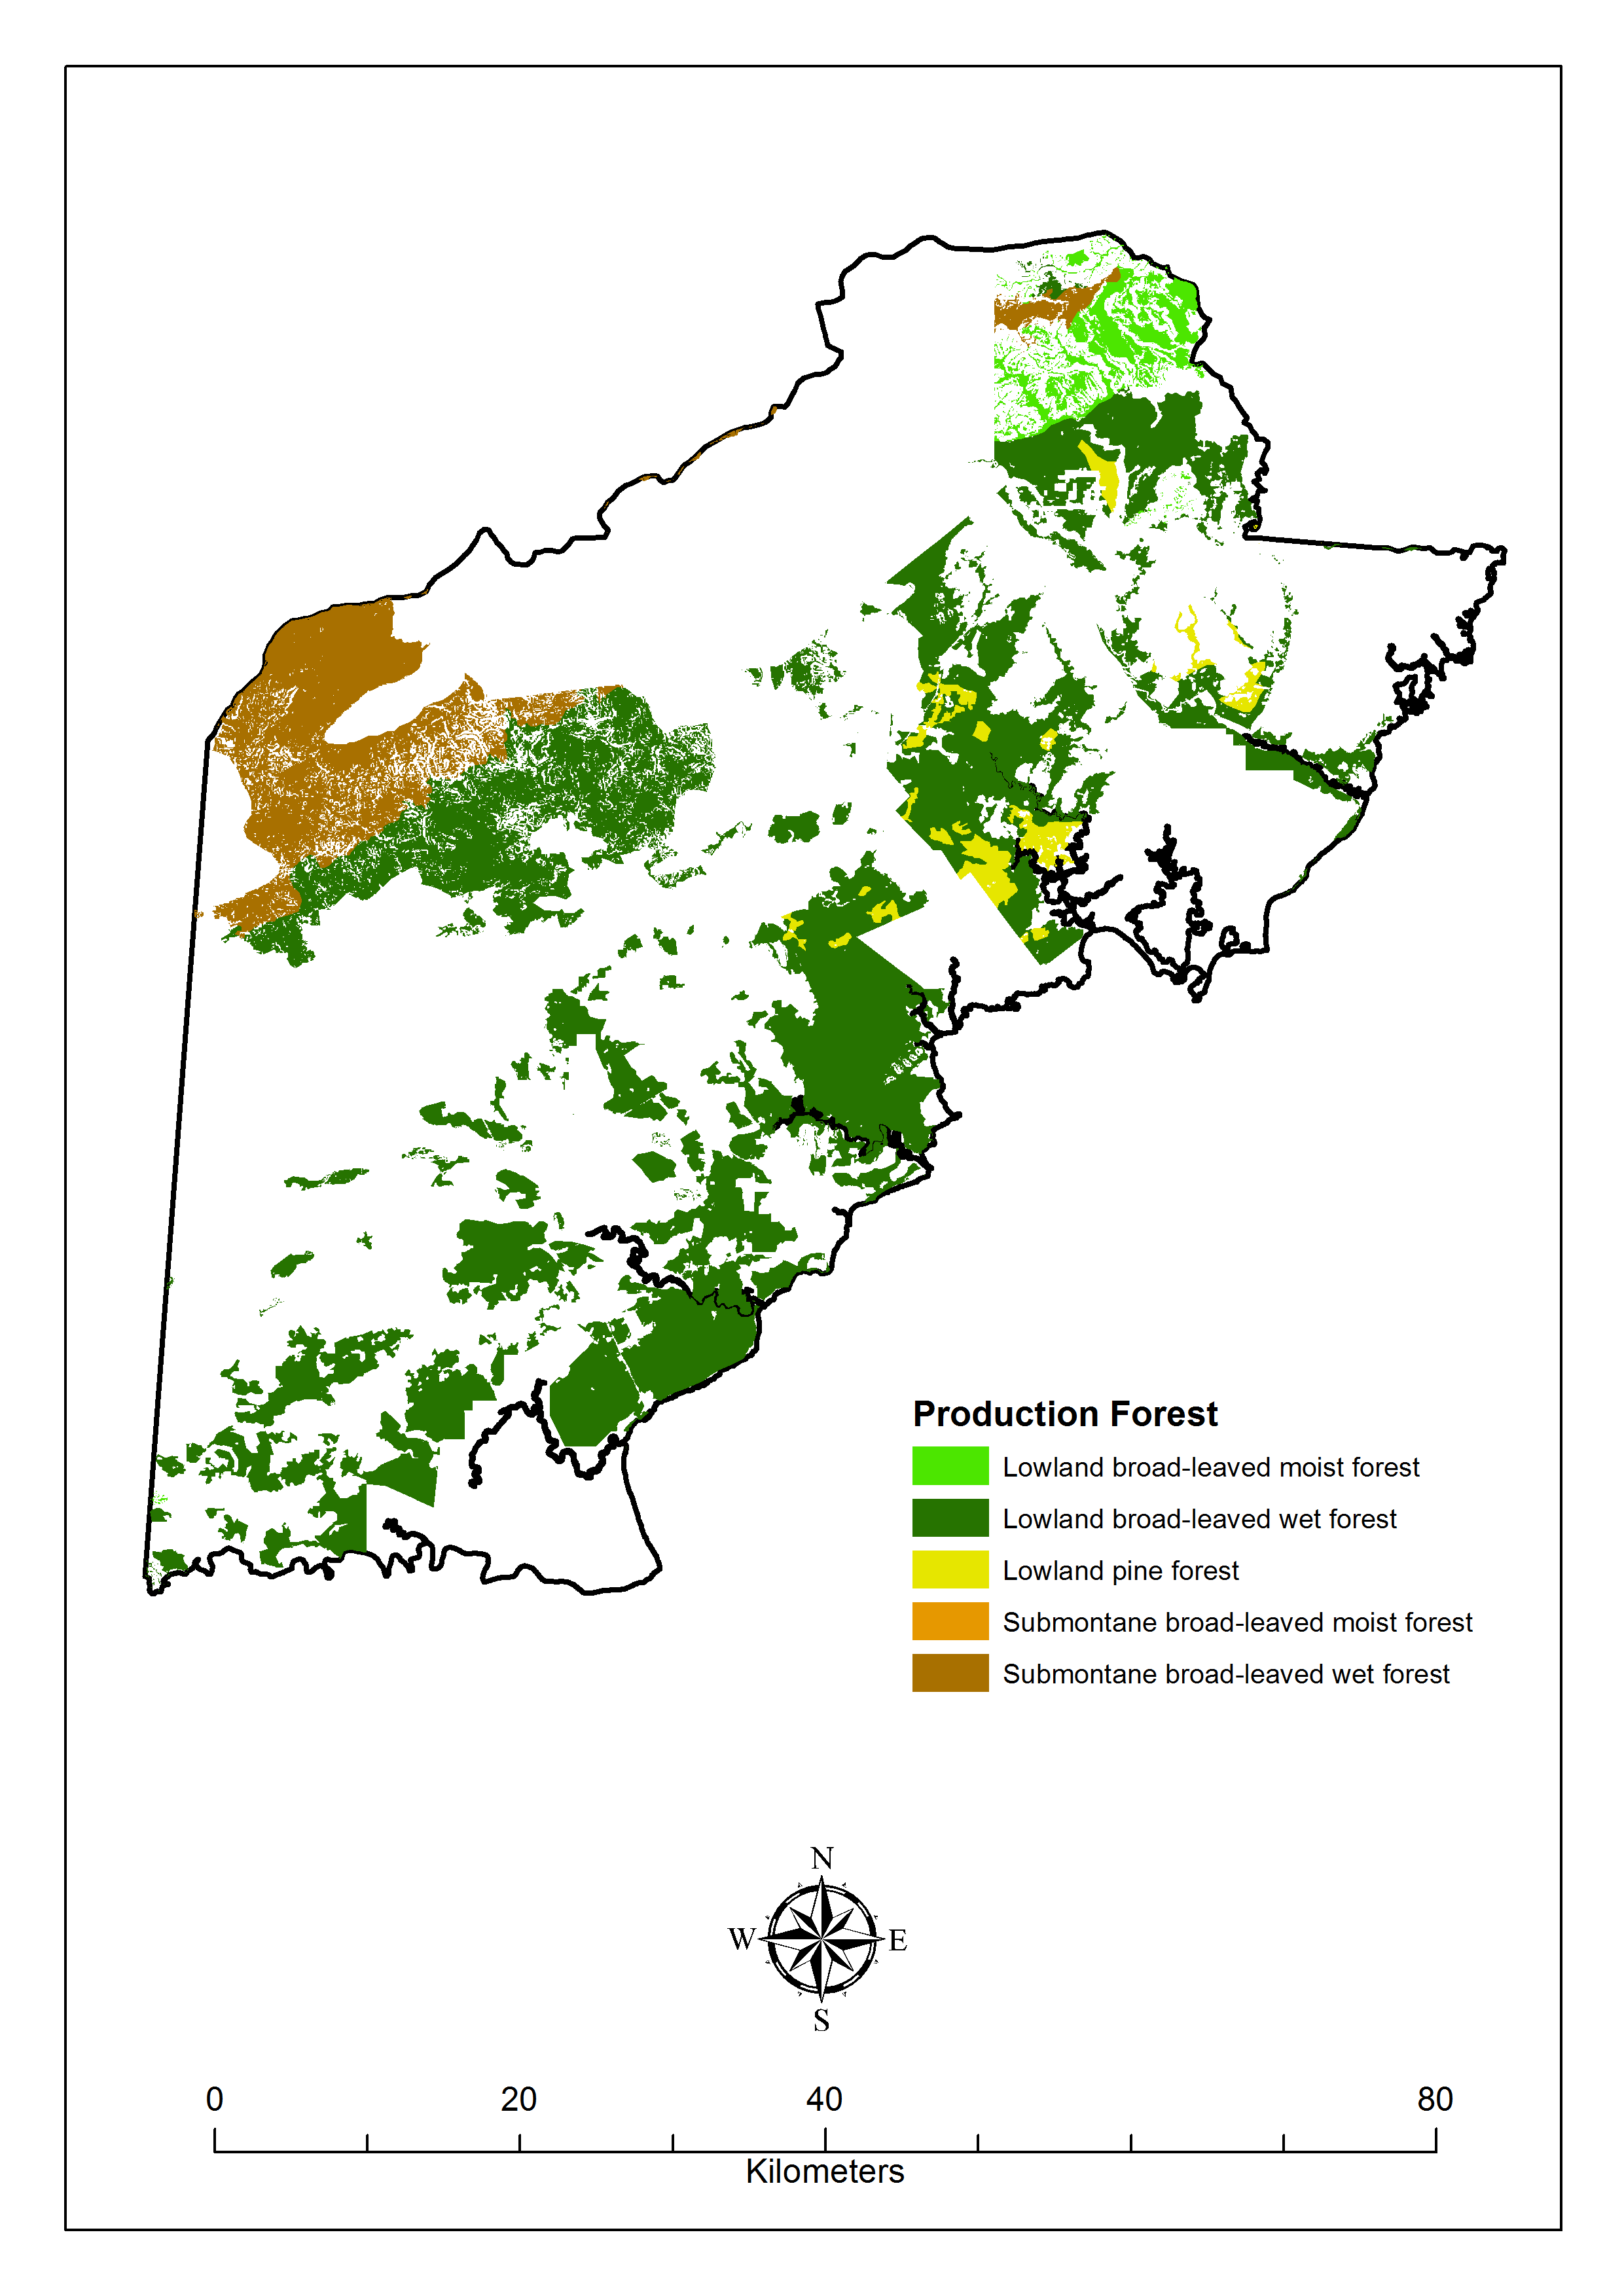 Production Forest
Lowland broad-leaved moist forest
Lowland broad-leaved wet forest
Lowland pine forest
Submontane broad-leaved moist forest
Submontane broad-leaved wet forest
N
W E
S
0 20 40 80
Kilometers